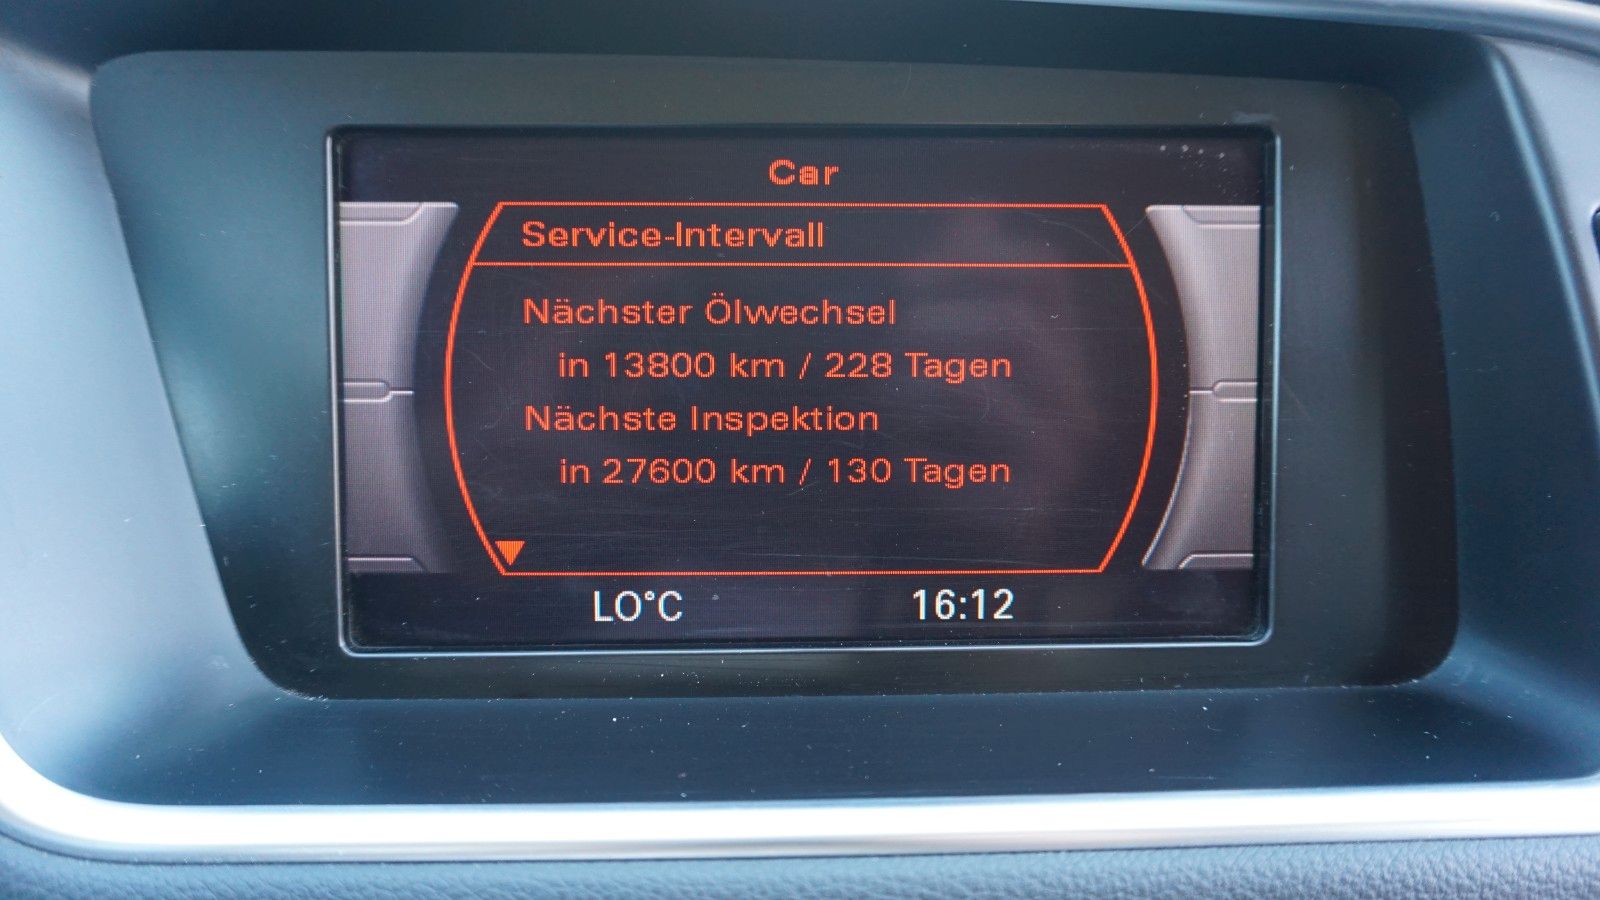 Car
Service-Intervall
Nächster Ölwechsel
in 13800 km / 228 Tagen
Nächste Inspektion
in 27600 km / 130 Tagen
LO°C 16:12